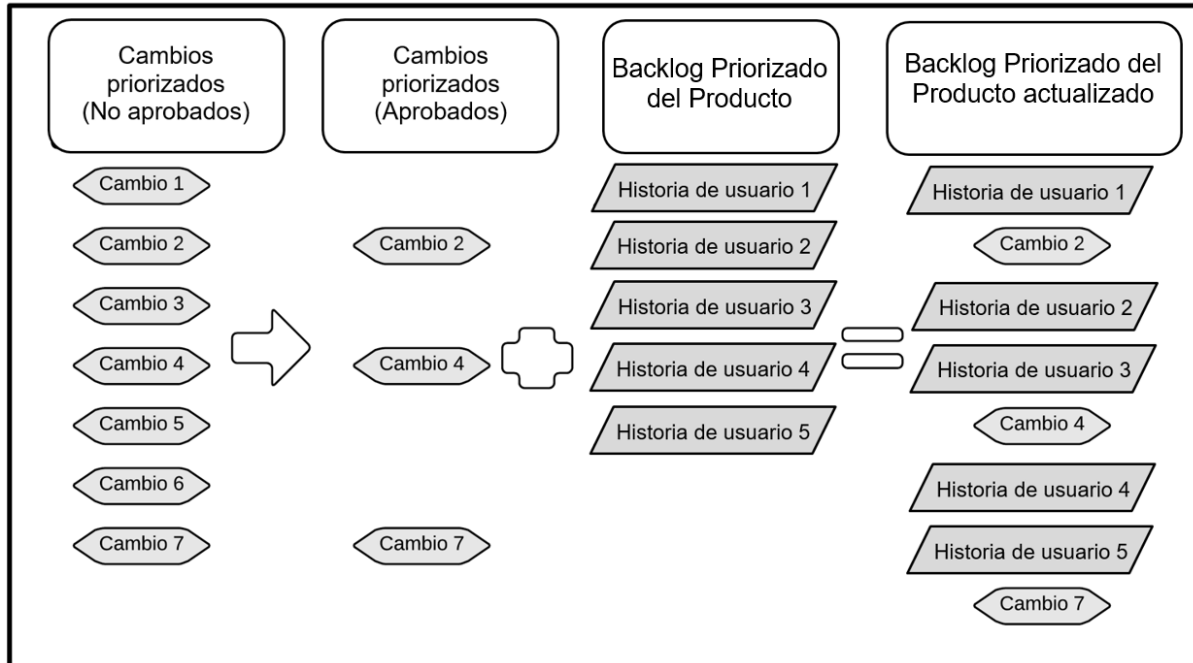 Cambios
priorizados
(No aprobados)
Cambios
priorizados
(Aprobados)
Backlog Priorizado
del Producto
Backlog Priorizado del
Producto actualizado
Cambio 1
Cambio 2
Cambio 3
Cambio 4
Cambio 5
Cambio 6
Cambio 7
Cambio 2
Cambio 4
Cambio 7
Historia de usuario 1
Historia de usuario 2
Historia de usuario 3
Historia de usuario 4
Historia de usuario 5
Historia de usuario 1
Cambio 2
Historia de usuario 2
Historia de usuario 3
Cambio 4
Historia de usuario 4
Historia de usuario 5
Cambio 7